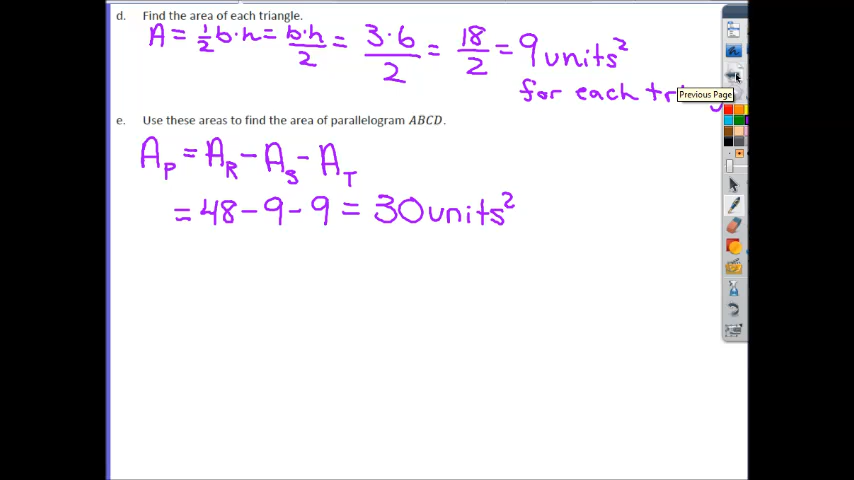 d. Find the area of each triangle.
A = 1/2 b·h = b·h/2 = 3·6/2 = 18/2 = 9 units²
for each
Previous Page
e. Use these areas to find the area of parallelogram ABCD.
A_P = A_R − A_S − A_T
= 48 − 9 − 9 = 30 units²